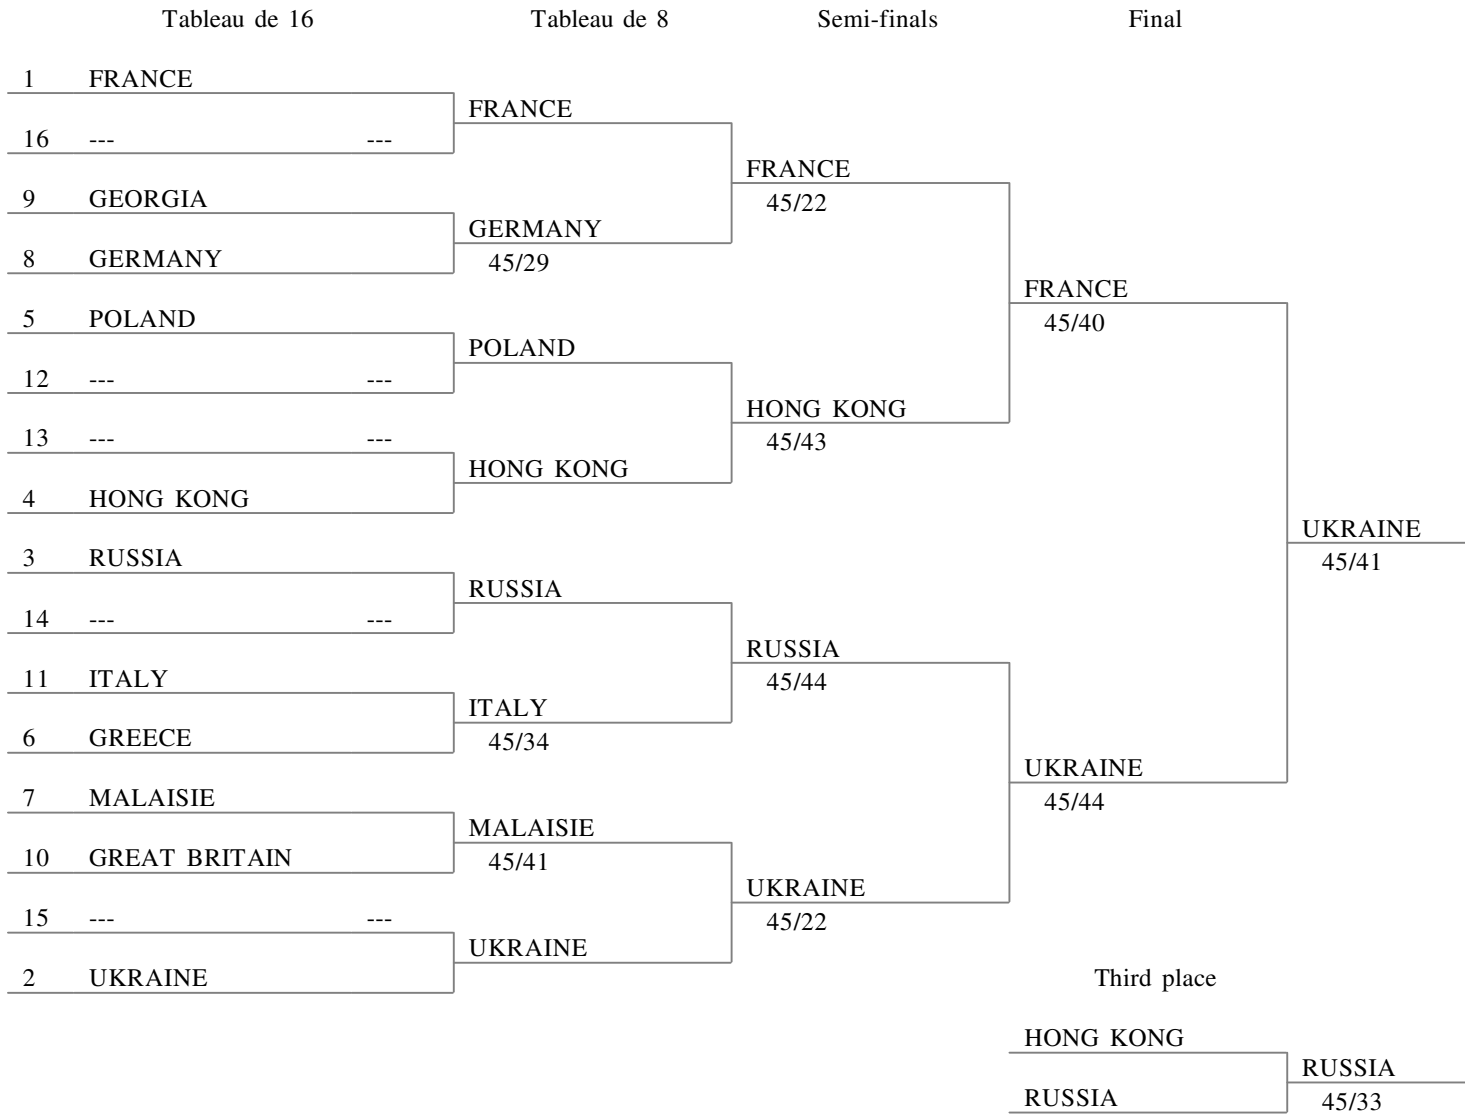 Tableau de 16 Tableau de 8 Semi-finals Final
1 FRANCE
FRANCE
16 --- ---
FRANCE
45/22
9 GEORGIA
GERMANY
45/29
8 GERMANY
FRANCE
45/40
5 POLAND
POLAND
12 --- ---
HONG KONG
45/43
13 --- ---
HONG KONG
4 HONG KONG
UKRAINE
45/41
3 RUSSIA
RUSSIA
14 --- ---
RUSSIA
45/44
11 ITALY
ITALY
45/34
6 GREECE
UKRAINE
45/44
7 MALAISIE
MALAISIE
45/41
10 GREAT BRITAIN
UKRAINE
45/22
15 --- ---
UKRAINE
2 UKRAINE
Third place
HONG KONG
RUSSIA
45/33
RUSSIA